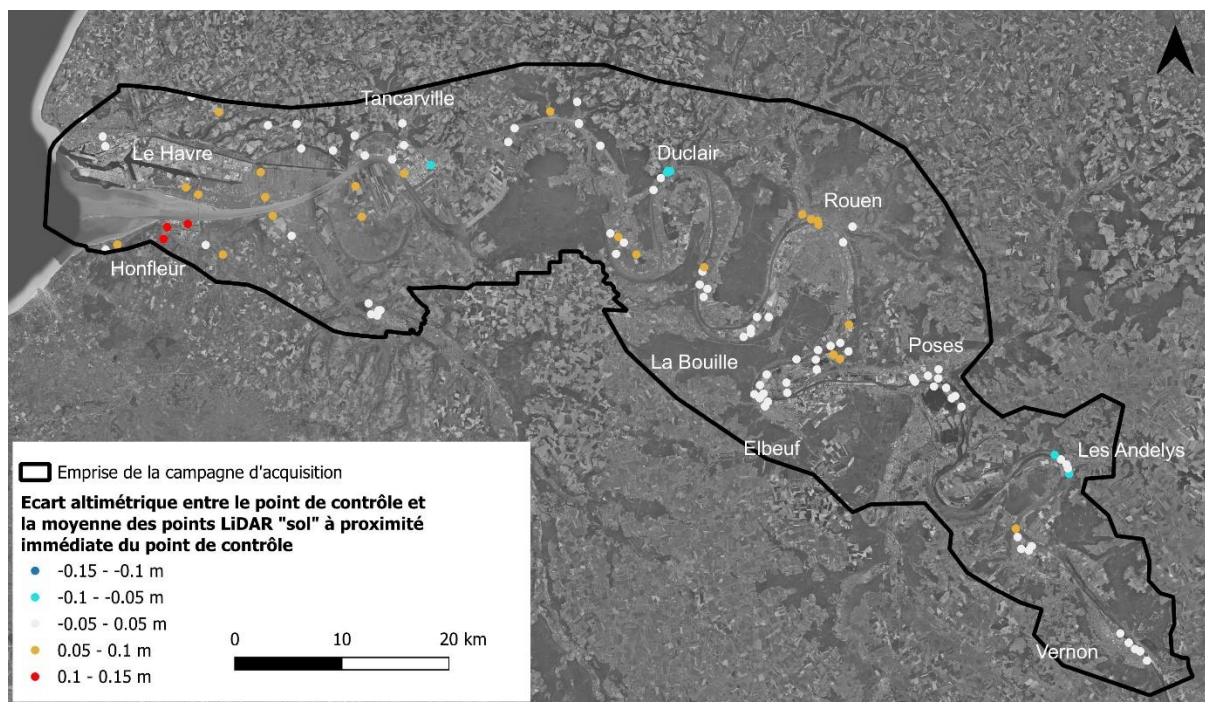 Tancarville
Le Havre
Duclair
Rouen
Honfleur
La Bouille
Poses
Elbeuf
Les Andelys
Vernon
Emprise de la campagne d'acquisition
Ecart altimétrique entre le point de contrôle et
la moyenne des points LiDAR "sol" à proximité
immédiate du point de contrôle
-0.15 - -0.1 m
-0.1 - -0.05 m
-0.05 - 0.05 m
0.05 - 0.1 m
0.1 - 0.15 m
0 10 20 km